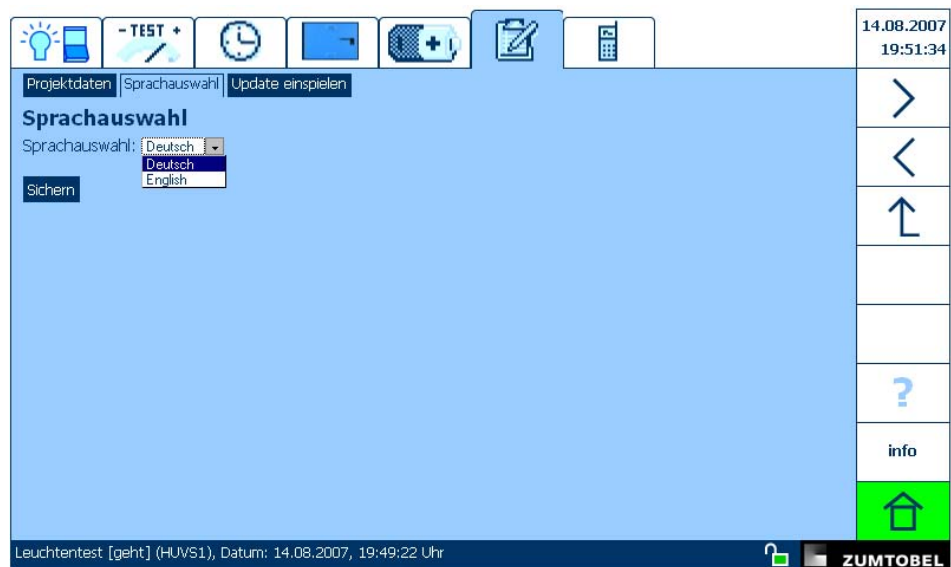 - TEST +
14.08.2007
19:51:34
Projektdaten Sprachauswahl Update einspielen
Sprachauswahl
Sprachauswahl: Deutsch
Deutsch
English
Sichern
?
info
Leuchtentest [geht] (HUVS1), Datum: 14.08.2007, 19:49:22 Uhr
ZUMTOBEL